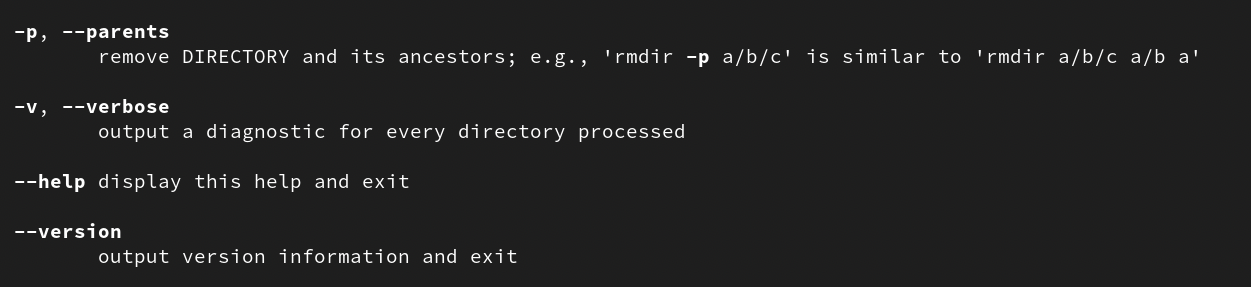 -p, --parents
remove DIRECTORY and its ancestors; e.g., 'rmdir -p a/b/c' is similar to 'rmdir a/b/c a/b a'
-v, --verbose
output a diagnostic for every directory processed
--help display this help and exit
--version
output version information and exit